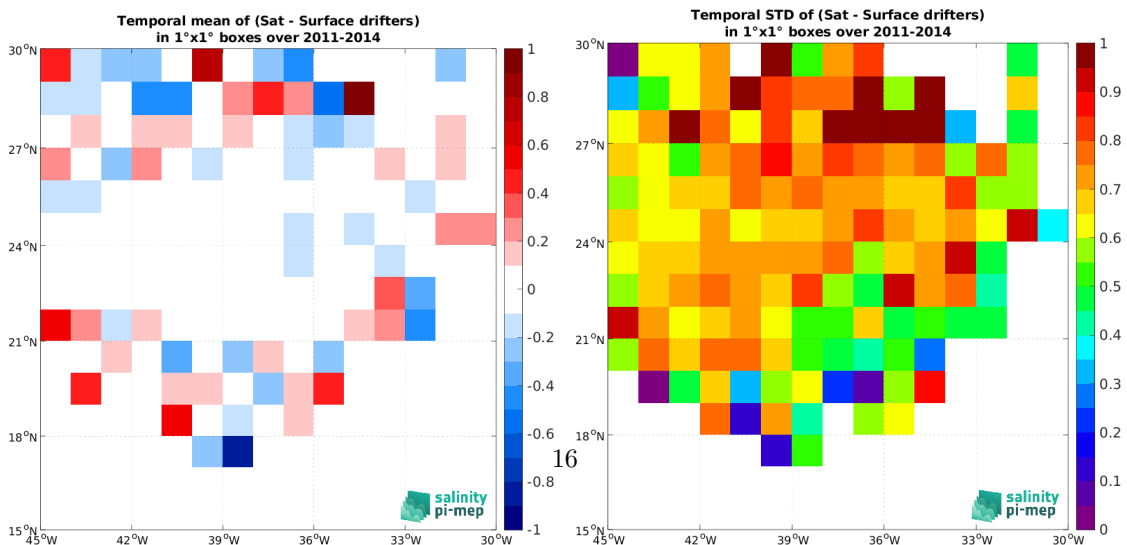 Temporal mean of (Sat - Surface drifters)
in 1°x1° boxes over 2011-2014
30°N
27°N
24°N
21°N
18°N
15°N
45°W
42°W
39°W
36°W
33°W
30°W
1
0.8
0.6
0.4
0.2
0
-0.2
-0.4
-0.6
-0.8
-1
salinity
pi-mep
16
Temporal STD of (Sat - Surface drifters)
in 1°x1° boxes over 2011-2014
30°N
27°N
24°N
21°N
18°N
15°N
45°W
42°W
39°W
36°W
33°W
30°W
1
0.9
0.8
0.7
0.6
0.5
0.4
0.3
0.2
0.1
0
salinity
pi-mep